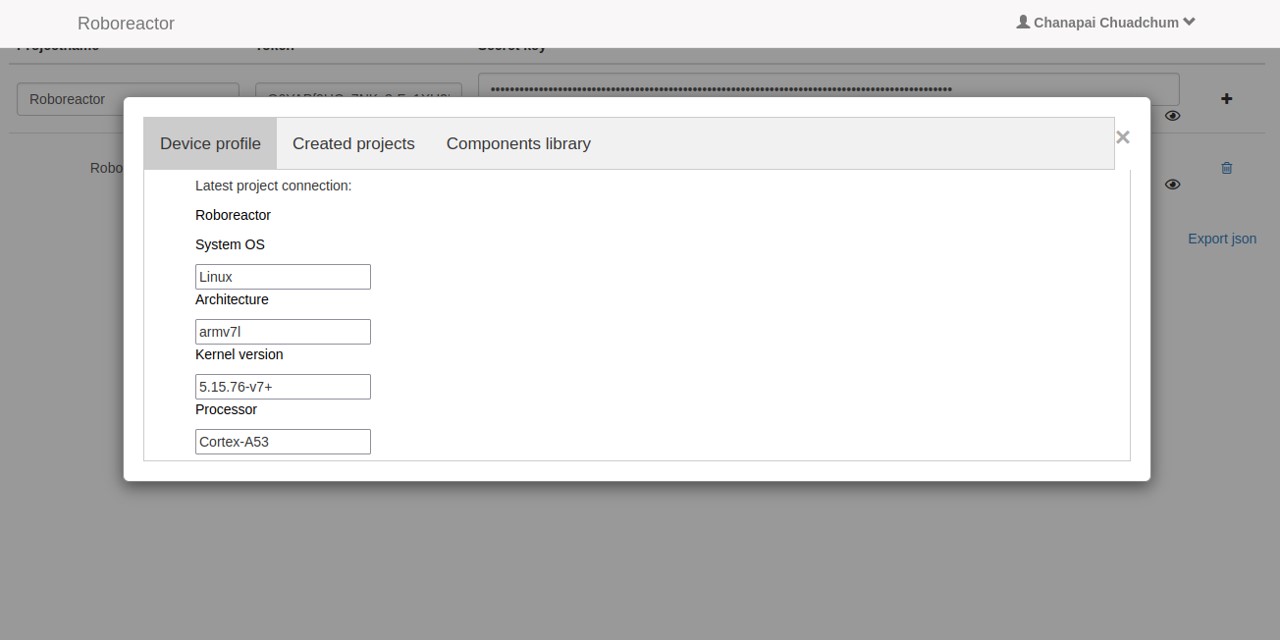 Roboreactor
Chanapai Chuadchum
Projectname Token Secret key
Roboreactor
Robo
Export json
Device profile Created projects Components library
×
Latest project connection:
Roboreactor
System OS
Linux
Architecture
armv7l
Kernel version
5.15.76-v7+
Processor
Cortex-A53